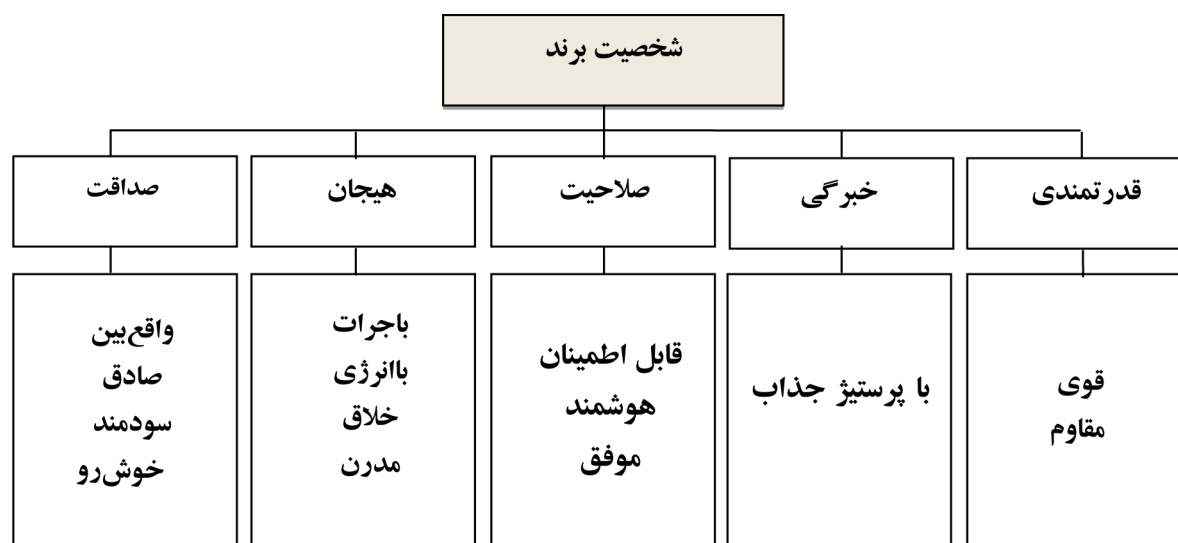 شخصیت برند
قدرتمندی
خبرگی
صلاحیت
هیجان
صداقت
قوی
مقاوم
با پرستیژ جذاب
قابل اطمینان
هوشمند
موفق
باجرات
باانرژی
خلاق
مدرن
واقع‌بین
صادق
سودمند
خوش‌رو